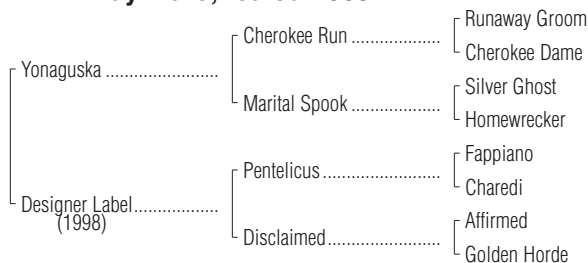 Runaway Groom
Cherokee Run ......................
Cherokee Dame
Yonaguska ............................
Silver Ghost
Marital Spook ......................
Homewrecker
Fappiano
Pentelicus ............................
Charedi
Designer Label.....................
(1998)
Affirmed
Disclaimed ..........................
Golden Horde